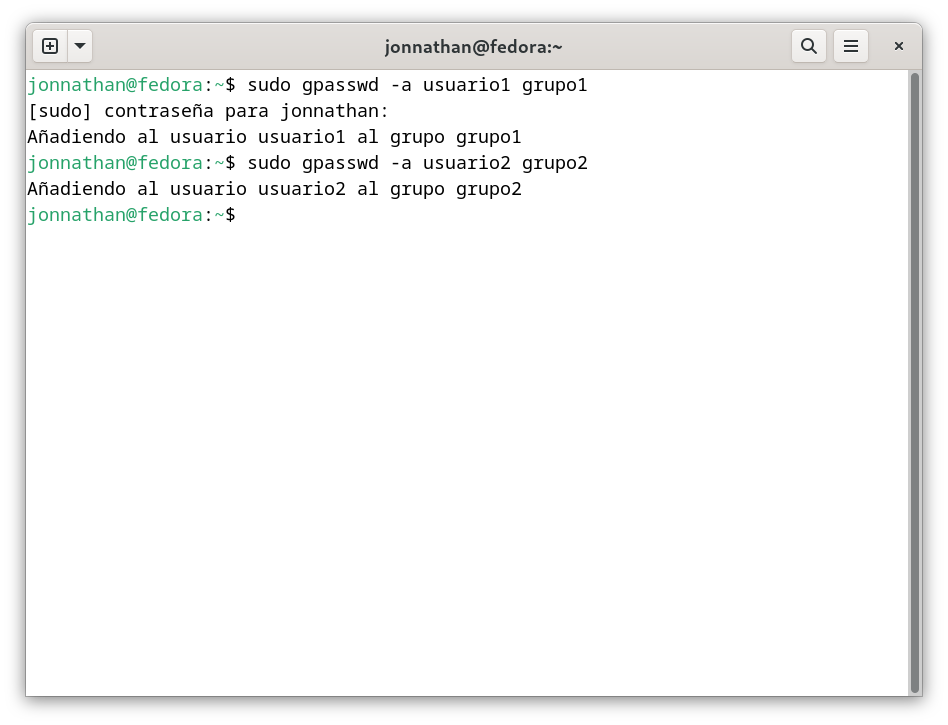 jonnathan@fedora:~
jonnathan@fedora:~$ sudo gpasswd -a usuario1 grupo1
[sudo] contraseña para jonnathan:
Añadiendo al usuario usuario1 al grupo grupo1
jonnathan@fedora:~$ sudo gpasswd -a usuario2 grupo2
Añadiendo al usuario usuario2 al grupo grupo2
jonnathan@fedora:~$